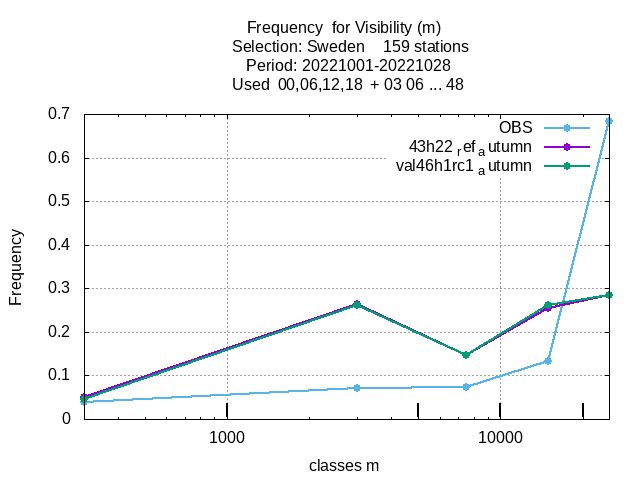 Frequency for Visibility (m)
Selection: Sweden 159 stations
Period: 20221001-20221028
Used 00,06,12,18 + 03 06 ... 48
0.7
0.6
0.5
0.4
0.3
0.2
0.1
0
Frequency
OBS
43h22 ref a utumn
val46h1rc1 a utumn
1000
10000
classes m